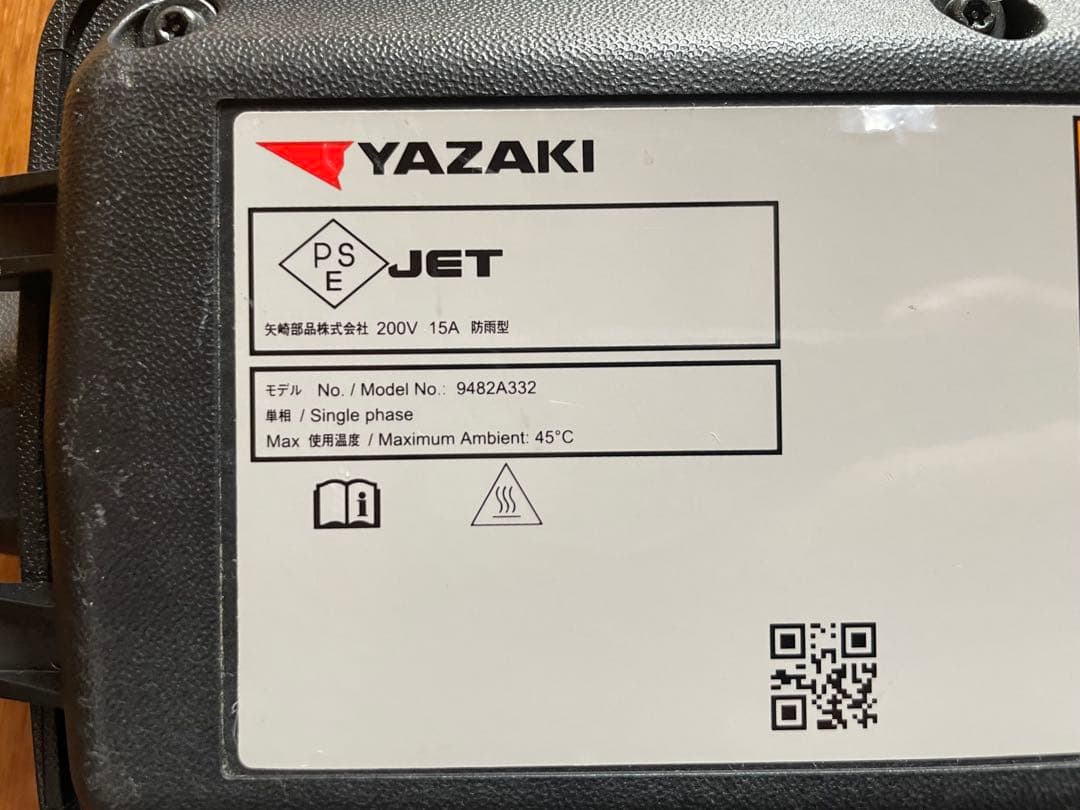 YAZAKI
PS
E
JET
矢崎部品株式会社 200V 15A 防雨型
モデル No. / Model No.: 9482A332
単相 / Single phase
Max 使用温度 / Maximum Ambient: 45°C
i